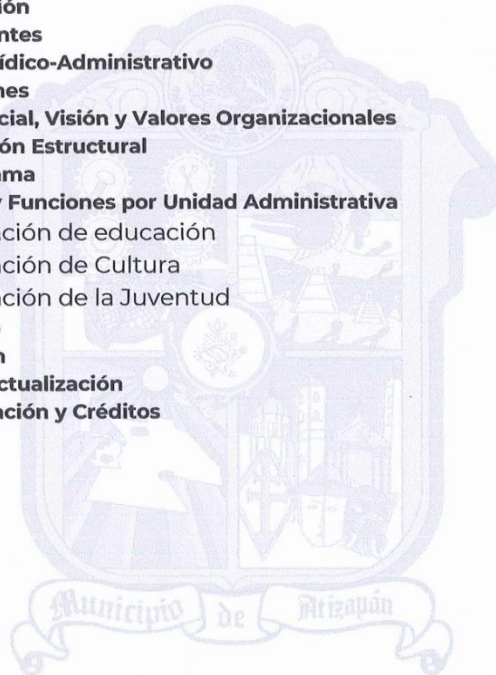 ión
ntes
ídico-Administrativo
nes
cial, Visión y Valores Organizacionales
ón Estructural
ama
y Funciones por Unidad Administrativa
ación de educación
ación de Cultura
ación de la Juventud
n
ctualización
ación y Créditos
Municipio de Atizapán